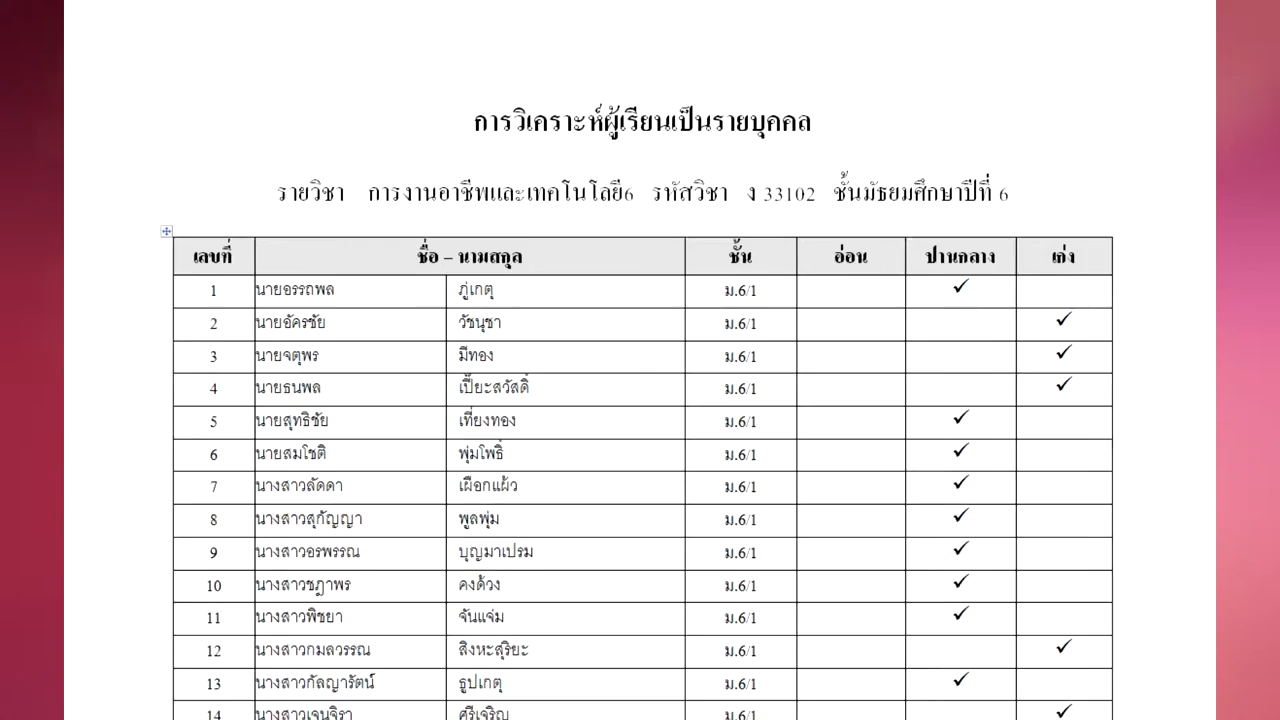 การวิเคราะห์ผู้เรียนเป็นรายบุคคล
รายวิชา การงานอาชีพและเทคโนโลยี6 รหัสวิชา ง 33102 ชั้นมัธยมศึกษาปีที่ 6
เลขที่ ชื่อ – นามสกุล ชั้น อ่อน ปานกลาง เก่ง
1 นายอรรถพล ภู่เกตุ ม.6/1 ✓
2 นายอัครชัย วัชนุชา ม.6/1 ✓
3 นายจตุพร มีทอง ม.6/1 ✓
4 นายธนพล เปี๊ยะสวัสดิ์ ม.6/1 ✓
5 นายสุทธิชัย เที่ยงทอง ม.6/1 ✓
6 นายสมโชติ พุ่มโพธิ์ ม.6/1 ✓
7 นางสาวลัดดา เผือกแผ้ว ม.6/1 ✓
8 นางสาวสุกัญญา พูลพุ่ม ม.6/1 ✓
9 นางสาวอรพรรณ บุญมาเปรม ม.6/1 ✓
10 นางสาวชฎาพร คงด้วง ม.6/1 ✓
11 นางสาวพิชยา จันแจ่ม ม.6/1 ✓
12 นางสาวกมลวรรณ สิงหะสุริยะ ม.6/1 ✓
13 นางสาวกัลญารัตน์ ธูปเกตุ ม.6/1 ✓
14 นางสาวเจนจิรา ศรีเจริญ ม.6/1 ✓